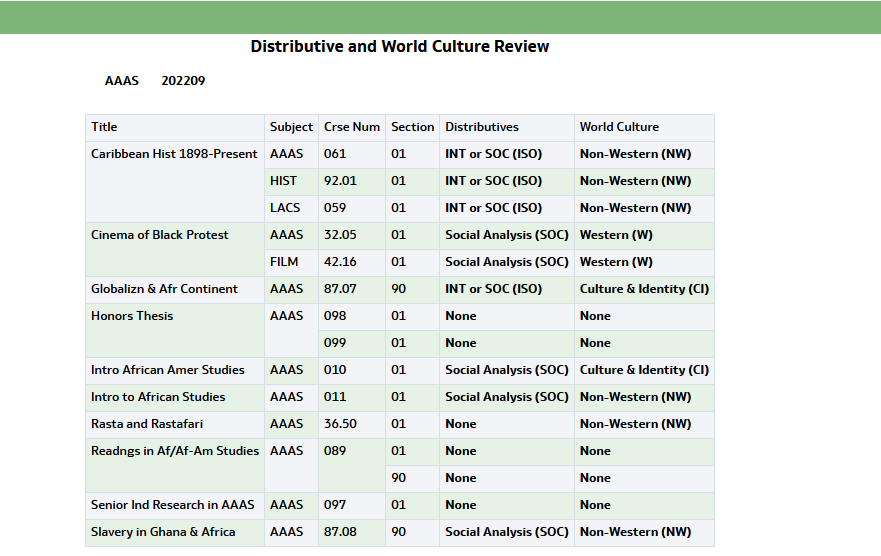 Distributive and World Culture Review
AAAS 202209
Title Subject Crse Num Section Distributives World Culture
Caribbean Hist 1898-Present AAAS 061 01 INT or SOC (ISO) Non-Western (NW)
HIST 92.01 01 INT or SOC (ISO) Non-Western (NW)
LACS 059 01 INT or SOC (ISO) Non-Western (NW)
Cinema of Black Protest AAAS 32.05 01 Social Analysis (SOC) Western (W)
FILM 42.16 01 Social Analysis (SOC) Western (W)
Globalizn & Afr Continent AAAS 87.07 90 INT or SOC (ISO) Culture & Identity (CI)
Honors Thesis AAAS 098 01 None None
099 01 None None
Intro African Amer Studies AAAS 010 01 Social Analysis (SOC) Culture & Identity (CI)
Intro to African Studies AAAS 011 01 Social Analysis (SOC) Non-Western (NW)
Rasta and Rastafari AAAS 36.50 01 None Non-Western (NW)
Readngs in Af/Af-Am Studies AAAS 089 01 None None
90 None None
Senior Ind Research in AAAS AAAS 097 01 None None
Slavery in Ghana & Africa AAAS 87.08 90 Social Analysis (SOC) Non-Western (NW)